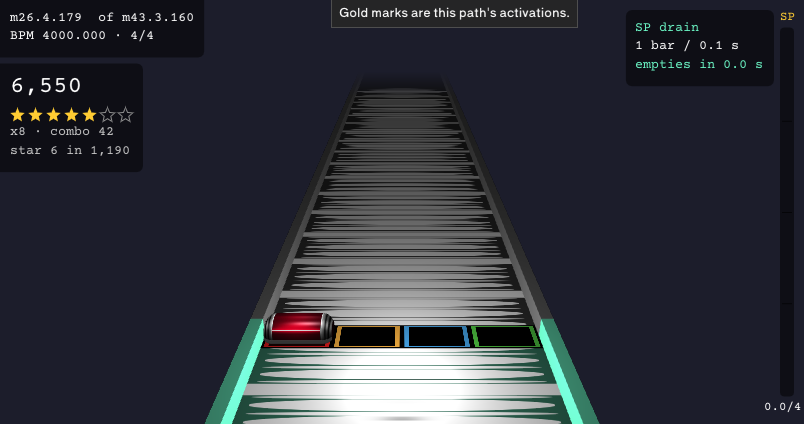 m26.4.179 of m43.3.160
BPM 4000.000 · 4/4
Gold marks are this path's activations.
SP drain
1 bar / 0.1 s
empties in 0.0 s
SP
6,550
x8 · combo 42
star 6 in 1,190
0.0/4